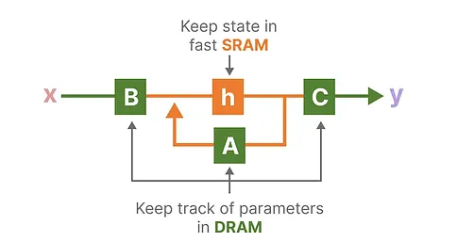 Keep state in
fast SRAM
x B h C y
A
Keep track of parameters
in DRAM